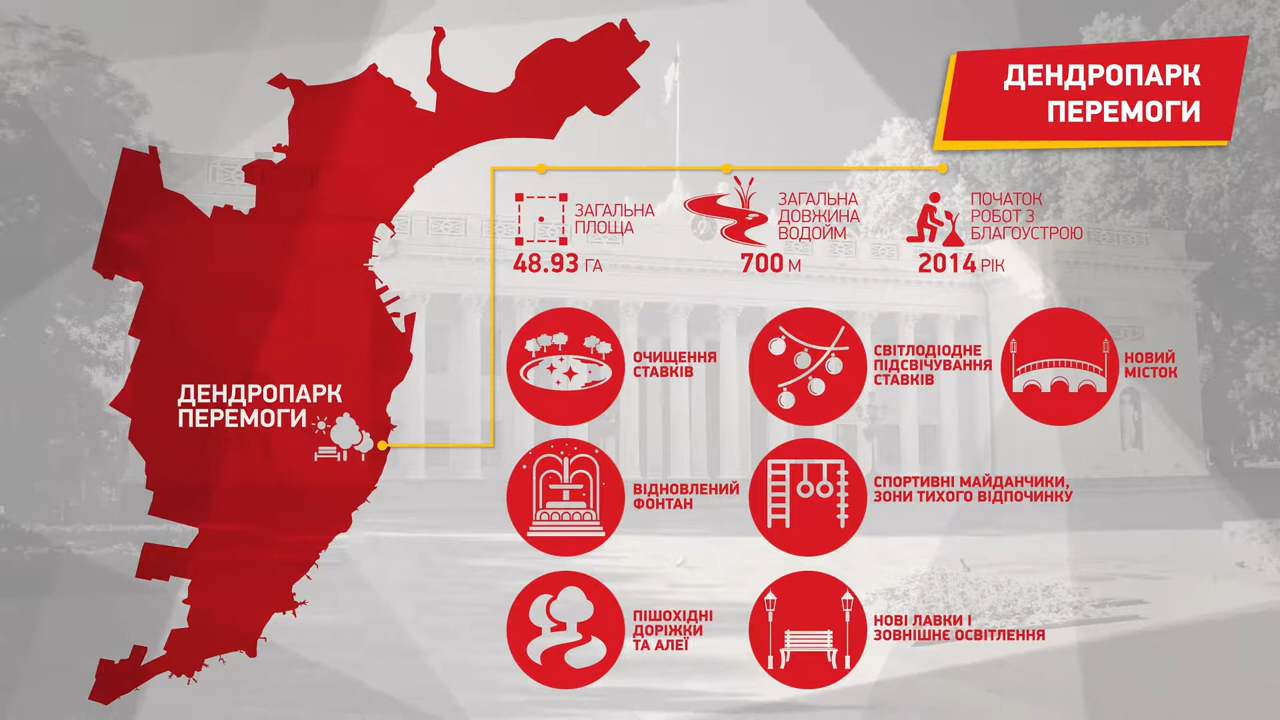 ДЕНДРОПАРК
ПЕРЕМОГИ
ЗАГАЛЬНА
ПЛОЩА
48.93 ГА
ЗАГАЛЬНА
ДОВЖИНА
ВОДОЙМ
700 М
ПОЧАТОК
РОБОТ З
БЛАГОУСТРОЮ
2014 РІК
ДЕНДРОПАРК
ПЕРЕМОГИ
ОЧИЩЕННЯ
СТАВКІВ
СВІТЛОДІОДНЕ
ПІДСВІЧУВАННЯ
СТАВКІВ
НОВИЙ
МІСТОК
ВІДНОВЛЕНИЙ
ФОНТАН
СПОРТИВНІ МАЙДАНЧИКИ,
ЗОНИ ТИХОГО ВІДПОЧИНКУ
ПІШОХІДНІ
ДОРІЖКИ
ТА АЛЕЇ
НОВІ ЛАВКИ І
ЗОВНІШНЄ ОСВІТЛЕННЯ